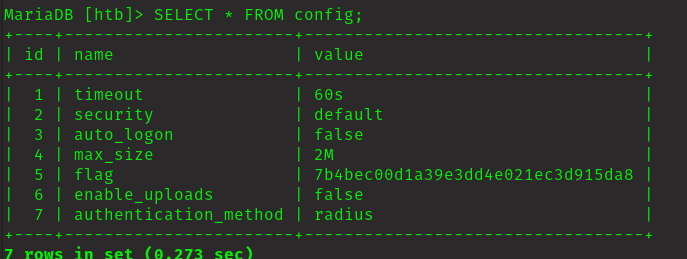 MariaDB [htb]> SELECT * FROM config;
+----+-----------------------+----------------------------------+
| id | name                  | value                            |
+----+-----------------------+----------------------------------+
|  1 | timeout               | 60s                              |
|  2 | security              | default                          |
|  3 | auto_logon            | false                            |
|  4 | max_size              | 2M                               |
|  5 | flag                  | 7b4bec00d1a39e3dd4e021ec3d915da8 |
|  6 | enable_uploads        | false                            |
|  7 | authentication_method | radius                           |
+----+-----------------------+----------------------------------+
7 rows in set (0.273 sec)